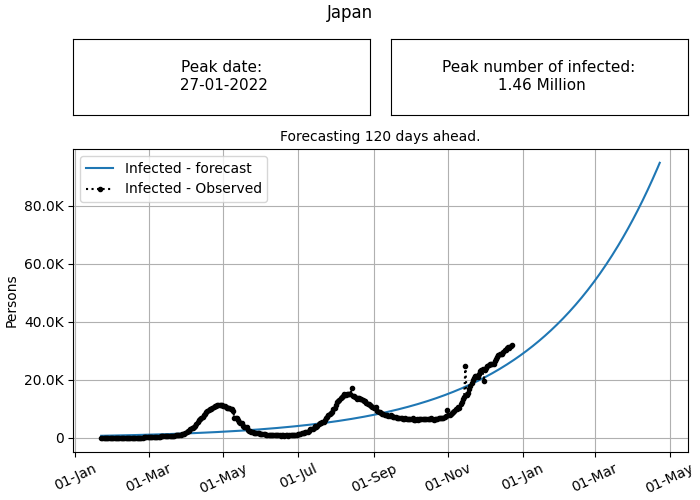 Japan
Peak date:
27-01-2022
Peak number of infected:
1.46 Million
Forecasting 120 days ahead.
Infected - forecast
Infected - Observed
80.0K
60.0K
40.0K
20.0K
0
Persons
01-Jan
01-Mar
01-May
01-Jul
01-Sep
01-Nov
01-Jan
01-Mar
01-May